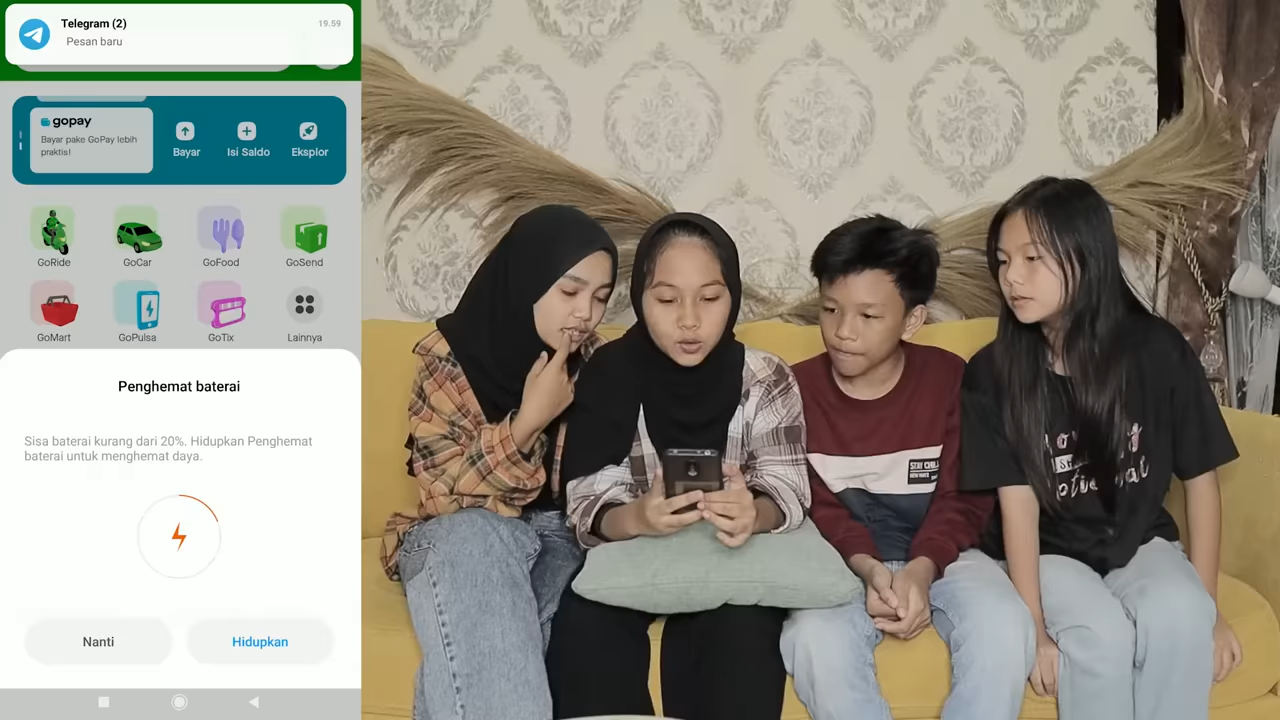 Telegram (2)
19.59
Pesan baru
gopay
Bayar pake GoPay lebih
praktis!
Bayar
Isi Saldo
Eksplor
GoRide
GoCar
GoFood
GoSend
GoMart
GoPulsa
GoTix
Lainnya
Penghemat baterai
Sisa baterai kurang dari 20%. Hidupkan Penghemat
baterai untuk menghemat daya.
Nanti
Hidupkan
STAY CHILL